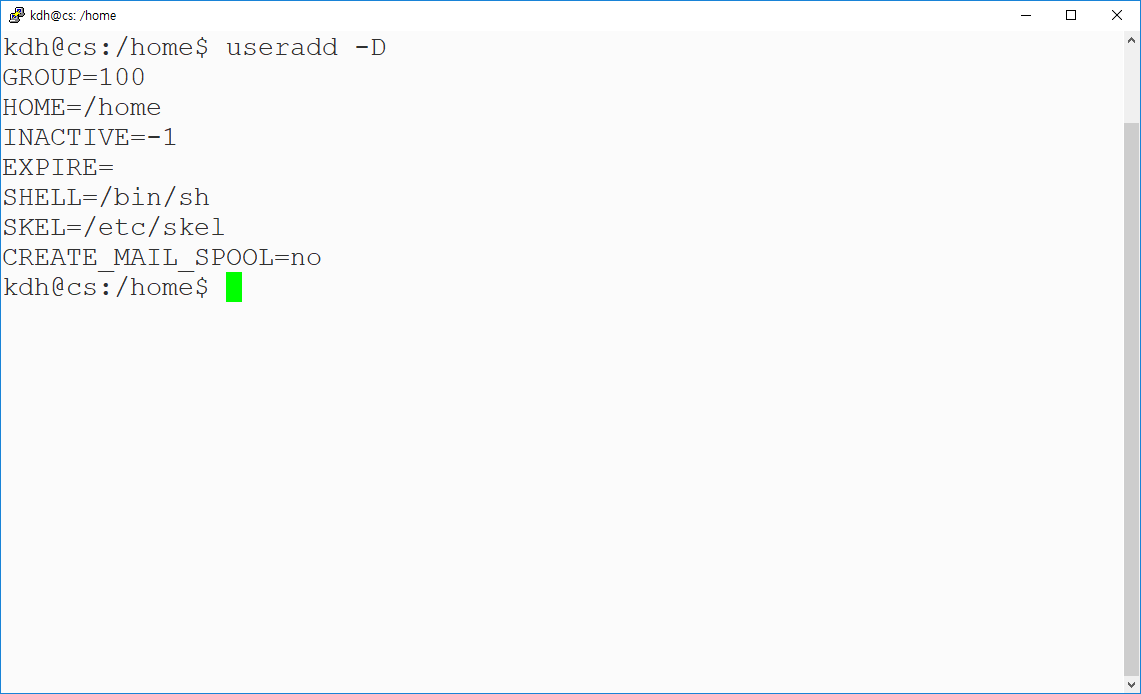 kdh@cs: /home
kdh@cs:/home$ useradd -D
GROUP=100
HOME=/home
INACTIVE=-1
EXPIRE=
SHELL=/bin/sh
SKEL=/etc/skel
CREATE_MAIL_SPOOL=no
kdh@cs:/home$